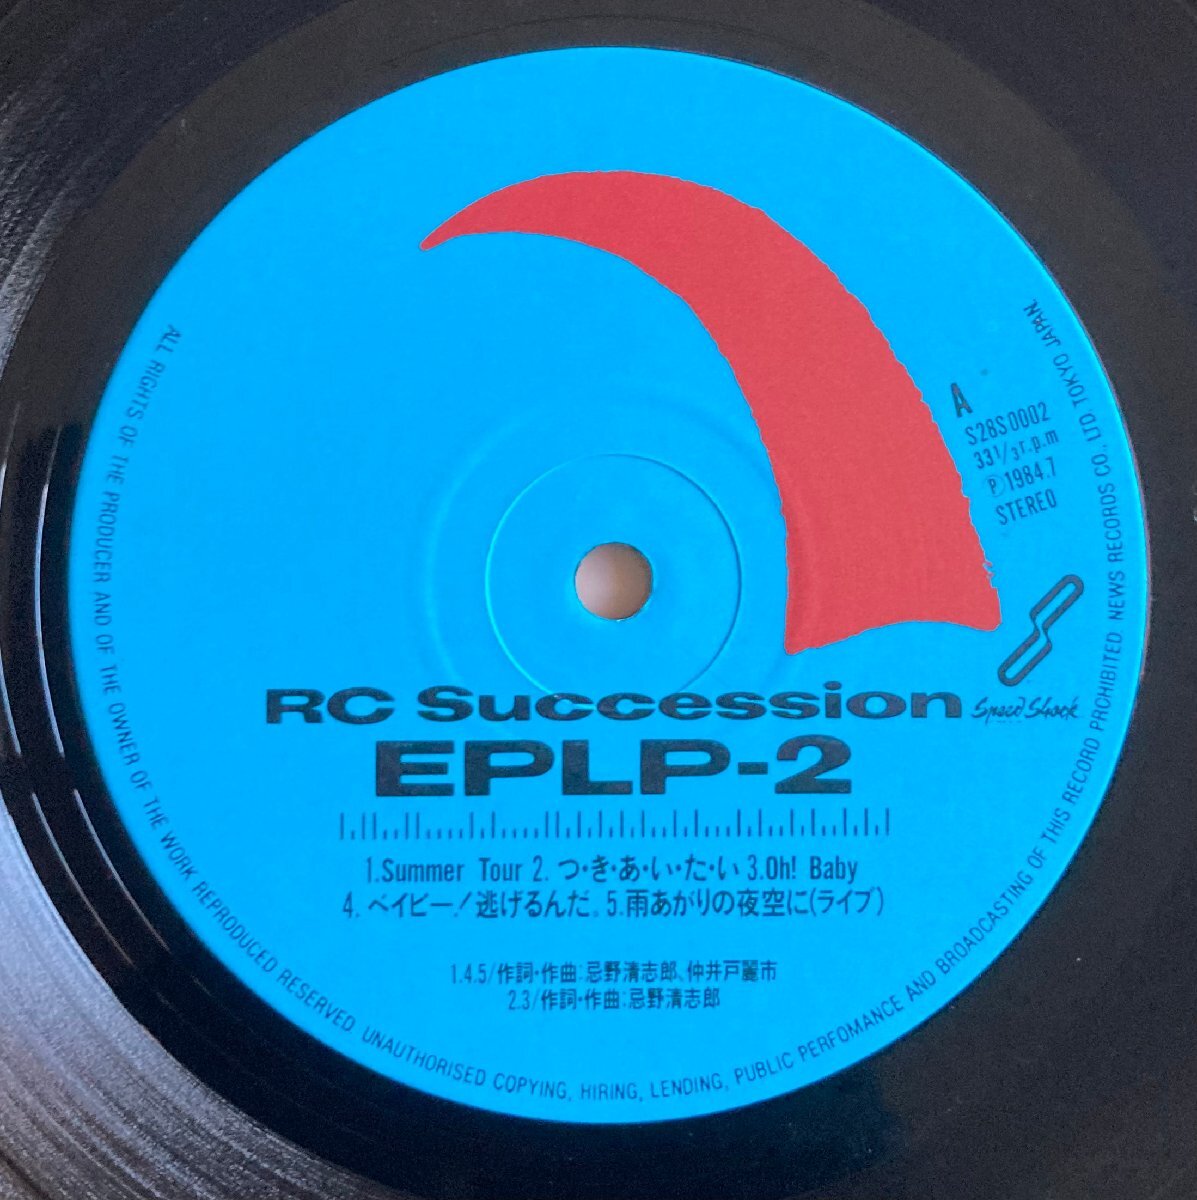 A
S28S0002
33 1/3 r.p.m
Ⓟ1984.7
STEREO
Speed Shock
RC Succession
EPLP-2
1.Summer Tour 2. つ・き・あ・い・た・い 3.Oh! Baby
4. ベイビー!逃げるんだ。5.雨あがりの夜空に(ライブ)
1.4.5/作詞・作曲:忌野清志郎、仲井戸麗市
2.3/作詞・作曲:忌野清志郎
ALL RIGHTS OF THE PRODUCER AND OF THE OWNER OF THE WORK REPRODUCED RESERVED UNAUTHORISED COPYING, HIRING, LENDING, PUBLIC PERFOMANCE AND BROADCASTING OF THIS RECORD PROHIBITED NEWS RECORDS CO., LTD. TOKYO JAPAN.